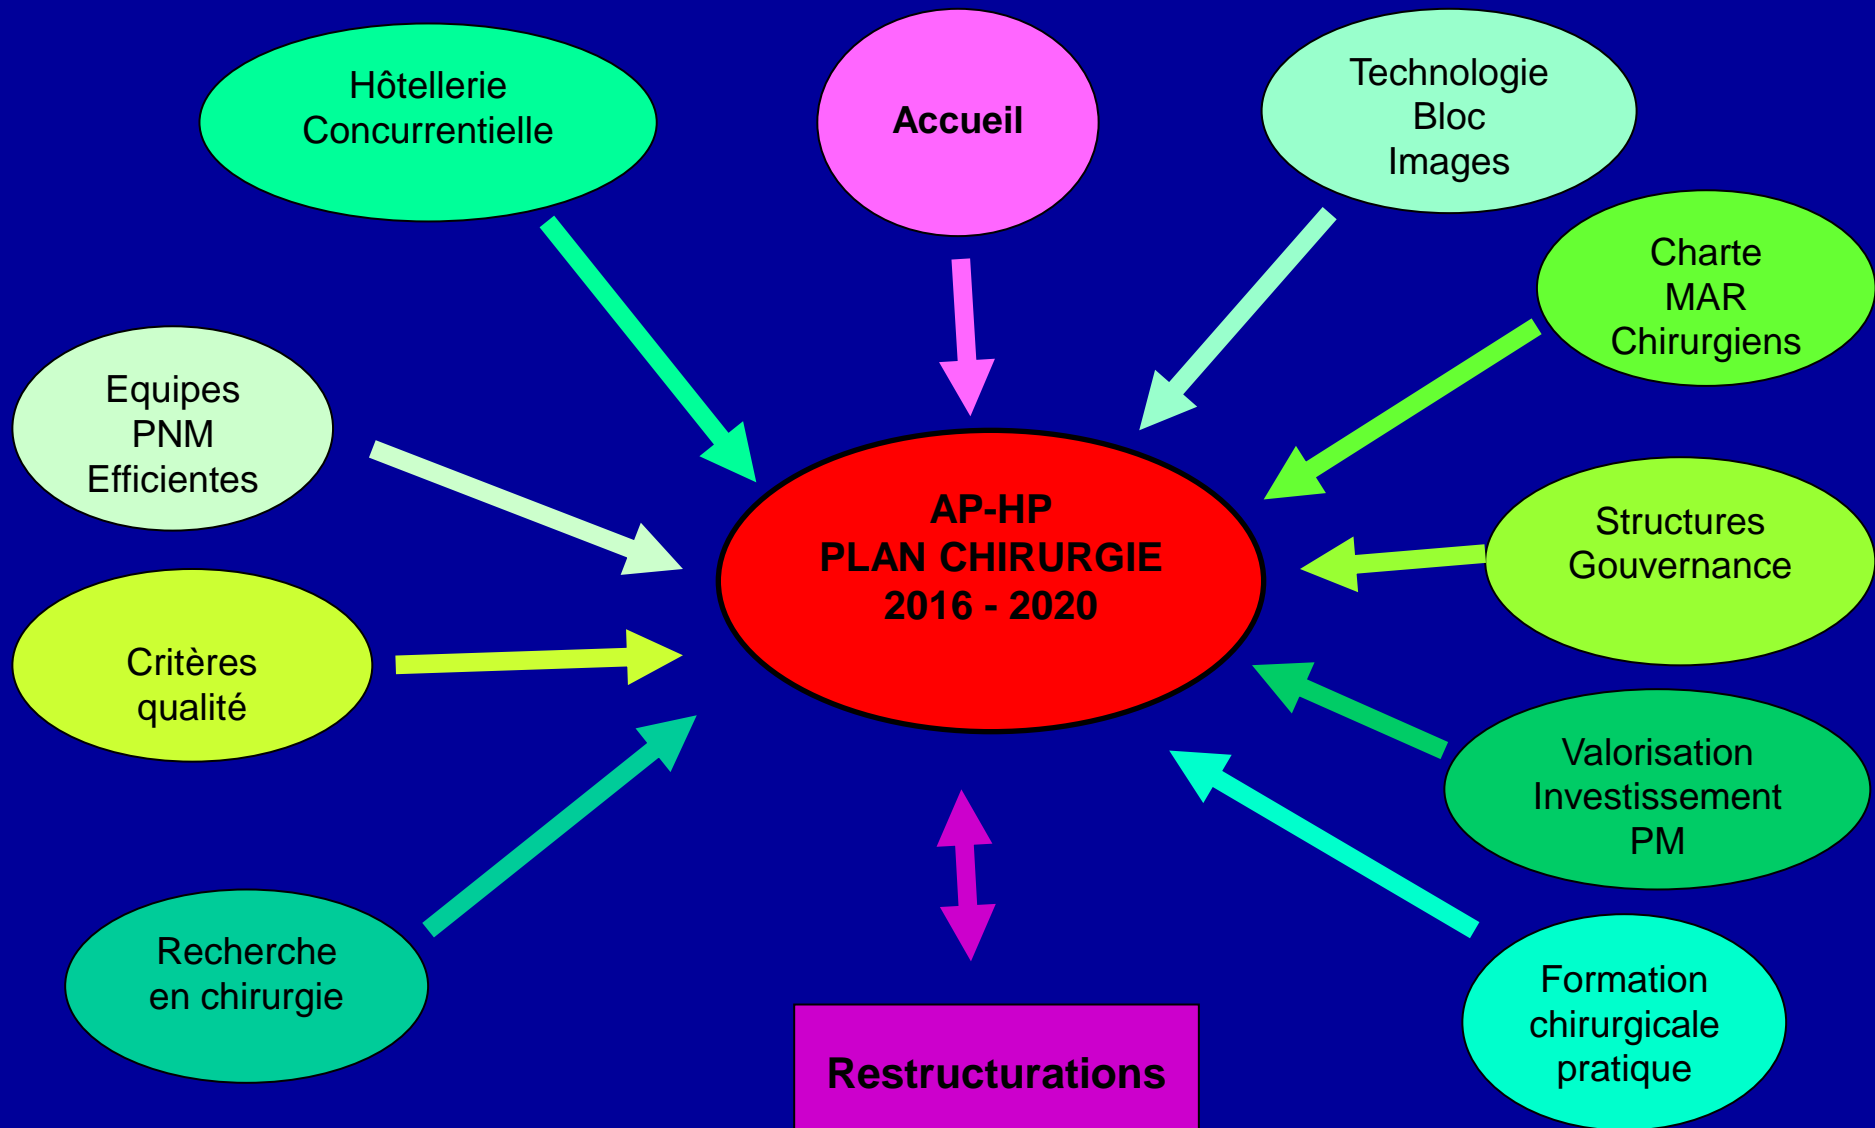 Hôtellerie
Concurrentielle
Accueil
Technologie
Bloc
Images
Charte
MAR
Chirurgiens
Equipes
PNM
Efficientes
AP-HP
PLAN CHIRURGIE
2016 - 2020
Structures
Gouvernance
Critères
qualité
Valorisation
Investissement
PM
Recherche
en chirurgie
Formation
chirurgicale
pratique
Restructurations